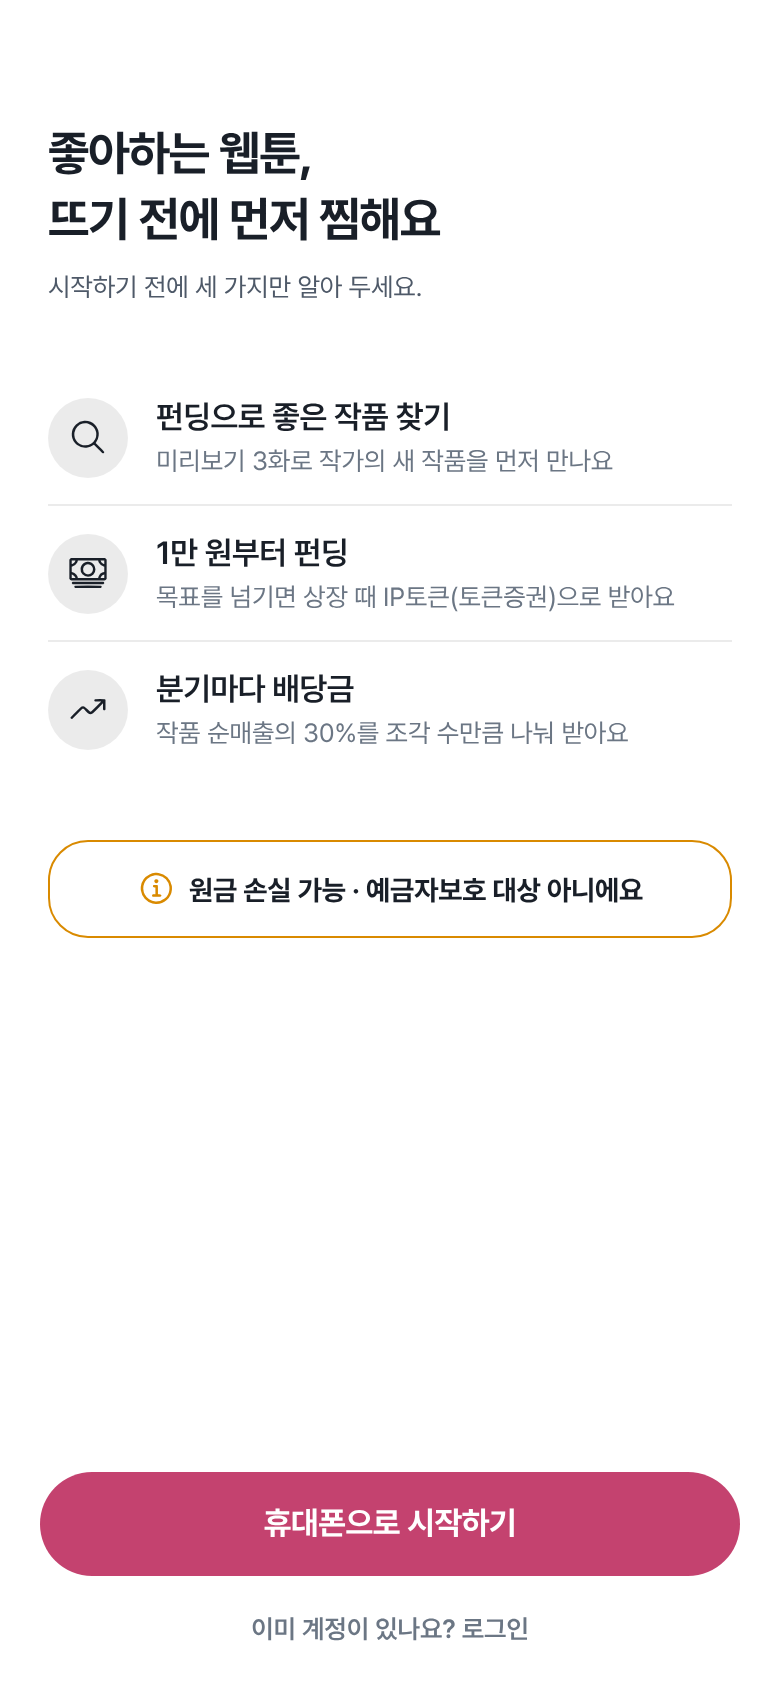 좋아하는 웹툰,
뜨기 전에 먼저 찜해요
시작하기 전에 세 가지만 알아 두세요.
펀딩으로 좋은 작품 찾기
미리보기 3화로 작가의 새 작품을 먼저 만나요
1만 원부터 펀딩
목표를 넘기면 상장 때 IP토큰(토큰증권)으로 받아요
분기마다 배당금
작품 순매출의 30%를 조각 수만큼 나눠 받아요
원금 손실 가능 · 예금자보호 대상 아니에요
휴대폰으로 시작하기
이미 계정이 있나요? 로그인